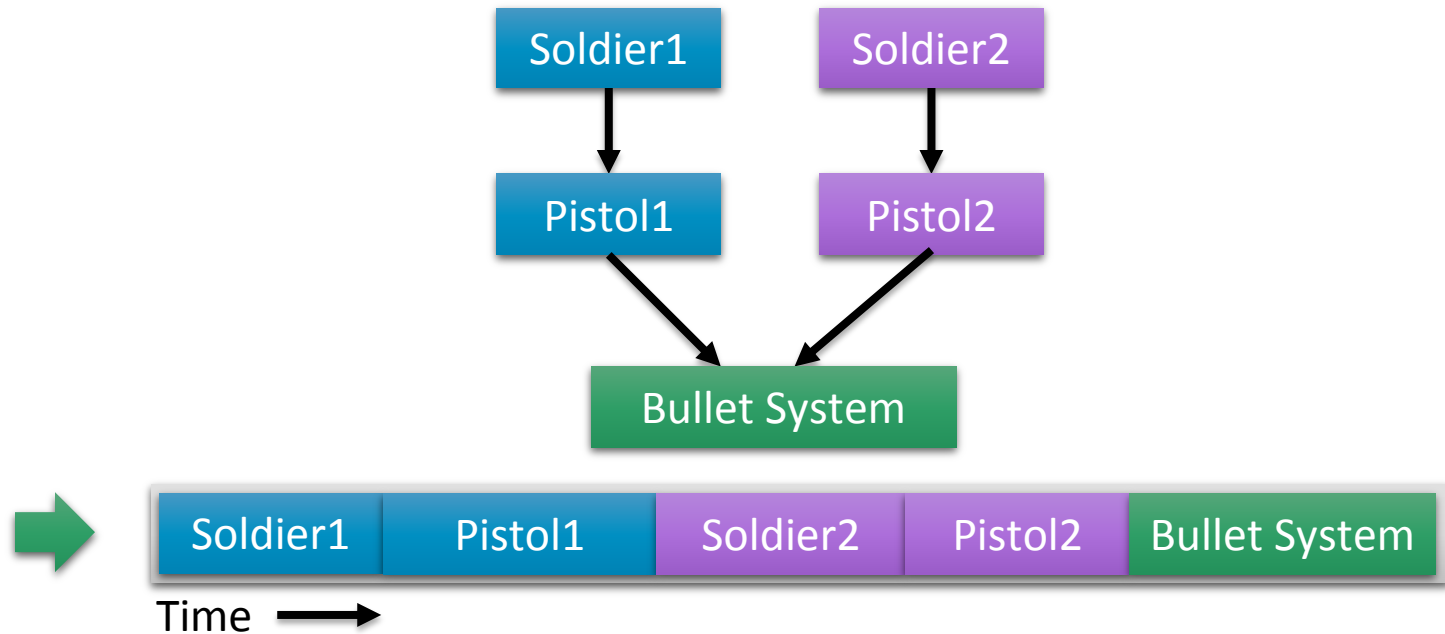 Soldier1
Soldier2
Pistol1
Pistol2
Bullet System
Soldier1 Pistol1 Soldier2 Pistol2 Bullet System
Time